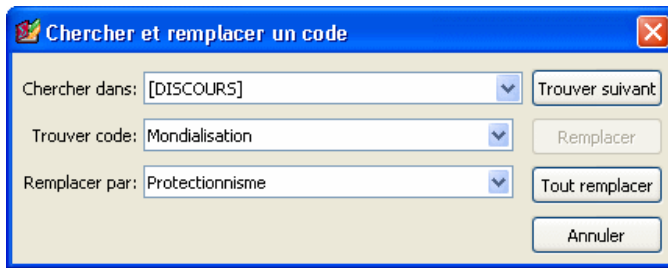 Chercher et remplacer un code
Chercher dans: [DISCOURS] Trouver suivant
Trouver code: Mondialisation Remplacer
Remplacer par: Protectionnisme Tout remplacer
Annuler